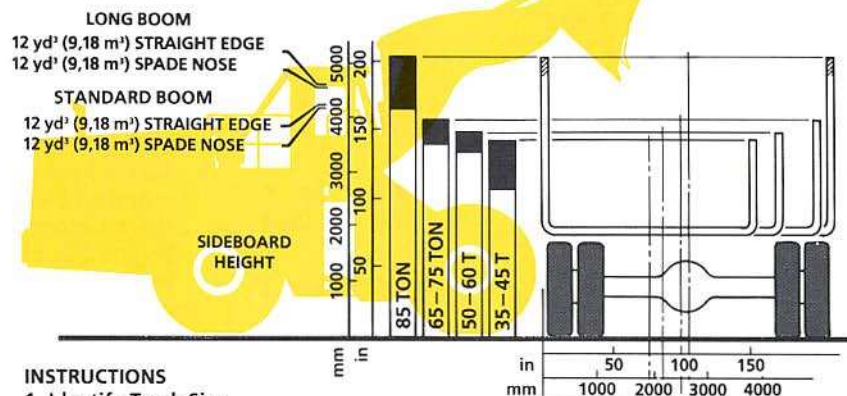 LONG BOOM
12 yd³ (9,18 m³) STRAIGHT EDGE
12 yd³ (9,18 m³) SPADE NOSE
STANDARD BOOM
12 yd³ (9,18 m³) STRAIGHT EDGE
12 yd³ (9,18 m³) SPADE NOSE
SIDEBOARD
HEIGHT
5000
4000
3000
2000
1000
mm
200
150
100
50
in
85 TON
65 – 75 TON
50 – 60 T
35 – 45 T
in 50 100 150
mm 1000 2000 3000 4000
INSTRUCTIONS